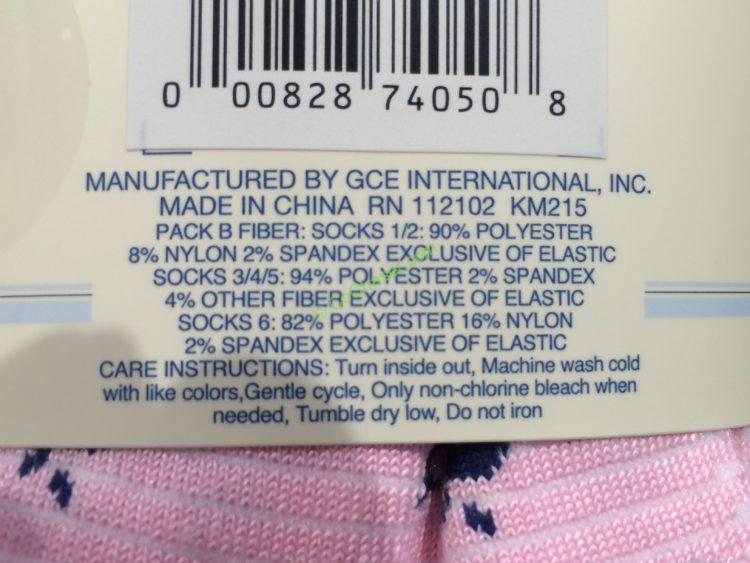 0 00828 74050 8
MANUFACTURED BY GCE INTERNATIONAL, INC.
MADE IN CHINA RN 112102 KM215
PACK B FIBER: SOCKS 1/2: 90% POLYESTER
8% NYLON 2% SPANDEX EXCLUSIVE OF ELASTIC
SOCKS 3/4/5: 94% POLYESTER 2% SPANDEX
4% OTHER FIBER EXCLUSIVE OF ELASTIC
SOCKS 6: 82% POLYESTER 16% NYLON
2% SPANDEX EXCLUSIVE OF ELASTIC
CARE INSTRUCTIONS: Turn inside out, Machine wash cold
with like colors,Gentle cycle, Only non-chlorine bleach when
needed, Tumble dry low, Do not iron